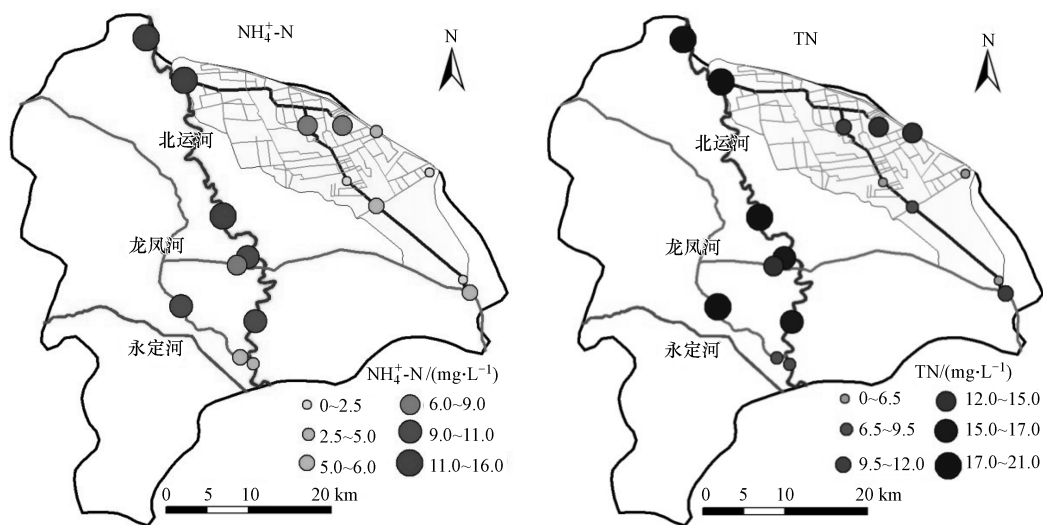 NH₄⁺-N
N
北运河
龙凤河
永定河
NH₄⁺-N/(mg·L⁻¹)
0~2.5
6.0~9.0
2.5~5.0
9.0~11.0
5.0~6.0
11.0~16.0
0 5 10 20 km
TN
N
北运河
龙凤河
永定河
TN/(mg·L⁻¹)
0~6.5
12.0~15.0
6.5~9.5
15.0~17.0
9.5~12.0
17.0~21.0
0 5 10 20 km